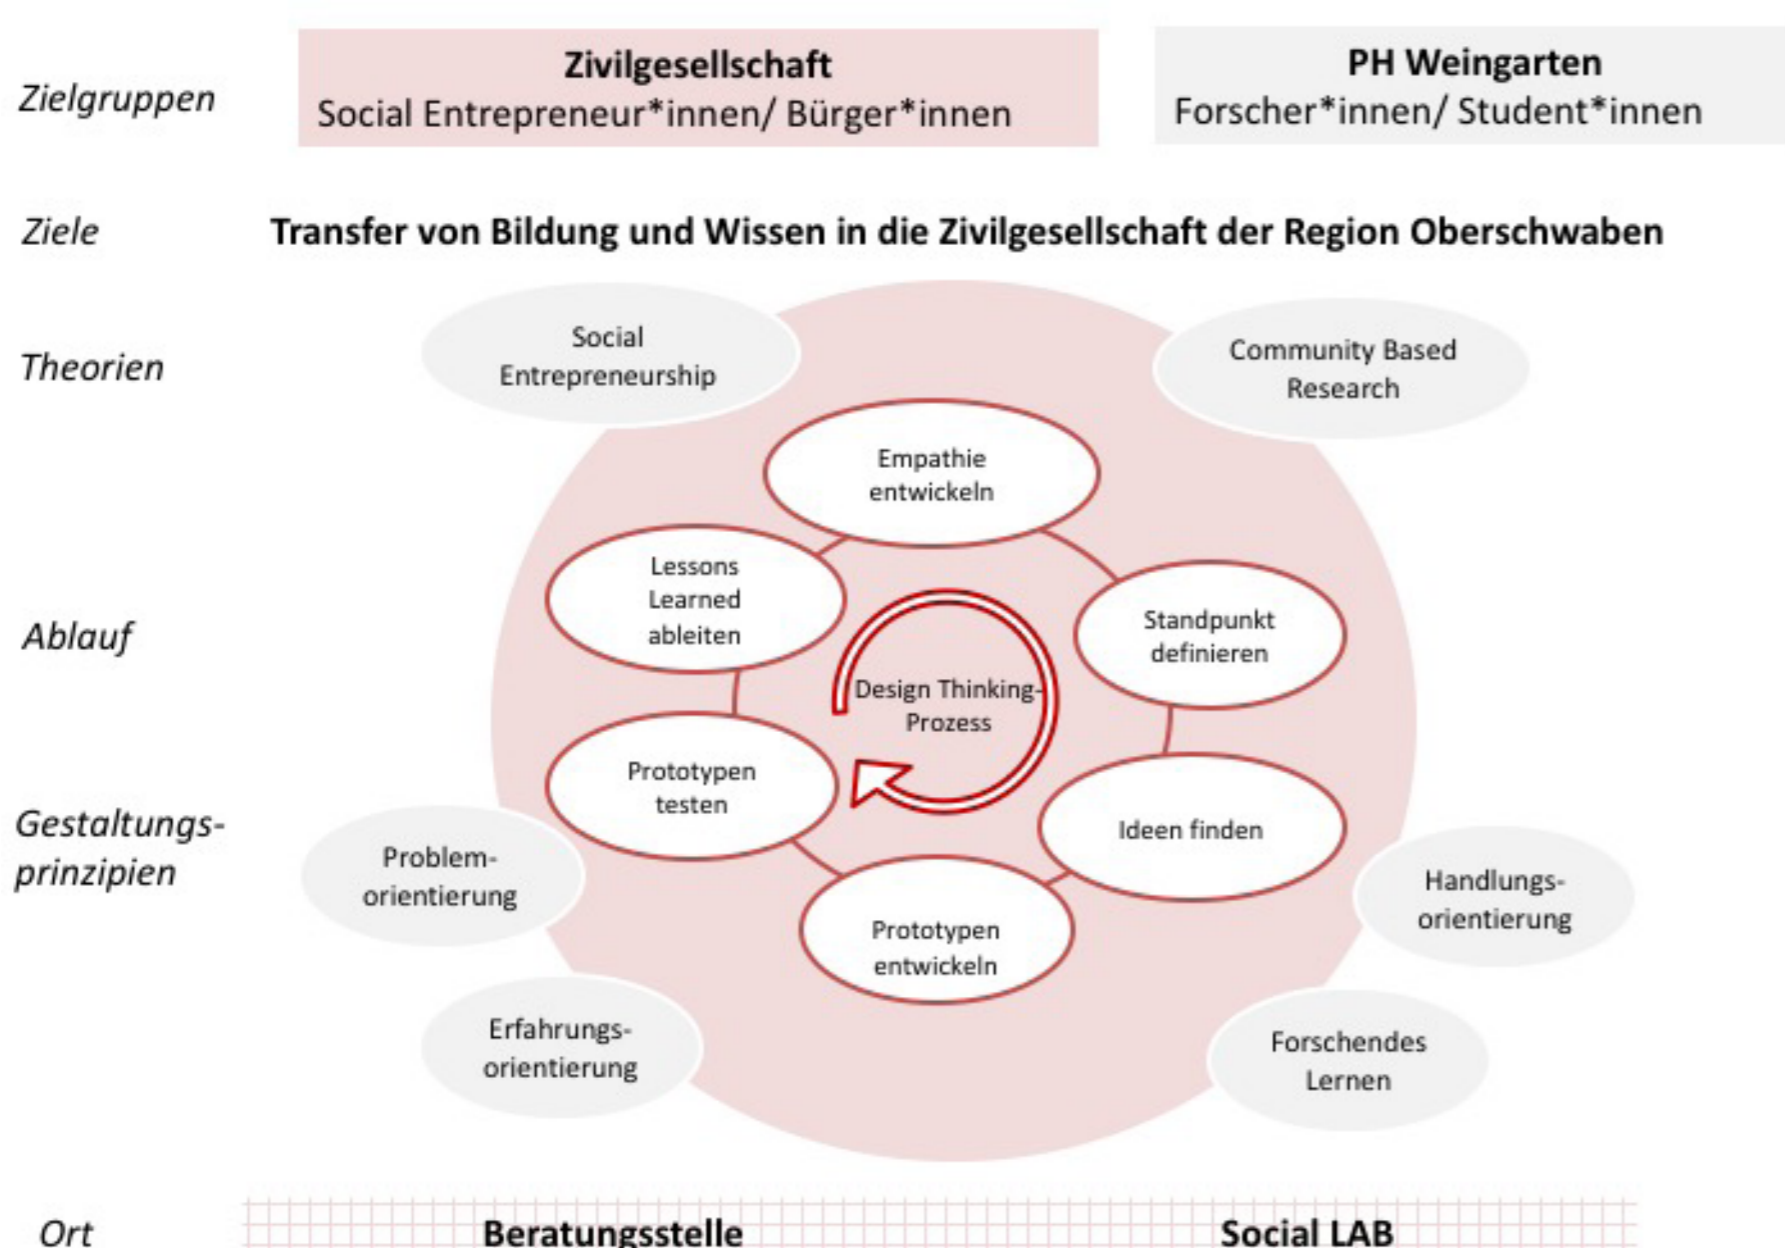 Zielgruppen
Zivilgesellschaft
Social Entrepreneur*innen/ Bürger*innen
PH Weingarten
Forscher*innen/ Student*innen
Ziele
Transfer von Bildung und Wissen in die Zivilgesellschaft der Region Oberschwaben
Theorien
Social
Entrepreneurship
Community Based
Research
Empathie
entwickeln
Ablauf
Lessons
Learned
ableiten
Standpunkt
definieren
Design Thinking-
Prozess
Prototypen
testen
Ideen finden
Prototypen
entwickeln
Gestaltungs-
prinzipien
Problem-
orientierung
Handlungs-
orientierung
Erfahrungs-
orientierung
Forschendes
Lernen
Ort
Beratungsstelle
Social LAB